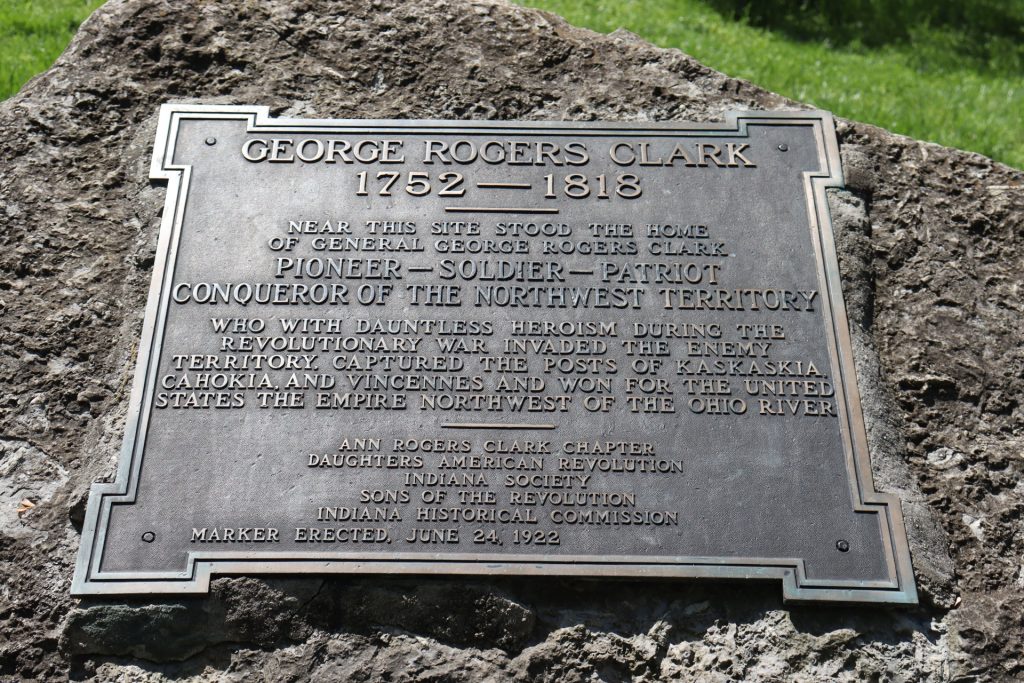 GEORGE ROGERS CLARK
1752 — 1818
NEAR THIS SITE STOOD THE HOME
OF GENERAL GEORGE ROGERS CLARK
PIONEER — SOLDIER — PATRIOT
CONQUEROR OF THE NORTHWEST TERRITORY
WHO WITH DAUNTLESS HEROISM DURING THE
REVOLUTIONARY WAR INVADED THE ENEMY
TERRITORY, CAPTURED THE POSTS OF KASKASKIA,
CAHOKIA, AND VINCENNES AND WON FOR THE UNITED
STATES THE EMPIRE NORTHWEST OF THE OHIO RIVER
ANN ROGERS CLARK CHAPTER
DAUGHTERS AMERICAN REVOLUTION
INDIANA SOCIETY
SONS OF THE REVOLUTION
INDIANA HISTORICAL COMMISSION
MARKER ERECTED, JUNE 24, 1922